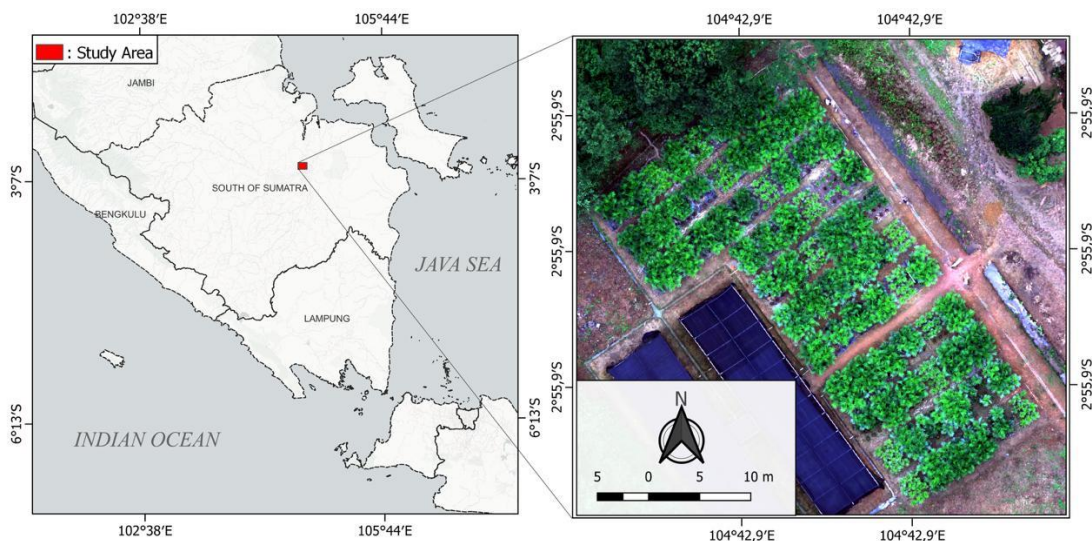 102°38'E
105°44'E
104°42,9'E
104°42,9'E
: Study Area
JAMBI
SOUTH OF SUMATRA
BENGKULU
LAMPUNG
JAVA SEA
INDIAN OCEAN
3°7'S
6°13'S
3°7'S
6°13'S
2°55,9'S
2°55,9'S
2°55,9'S
2°55,9'S
2°55,9'S
2°55,9'S
N
5 0 5 10 m
102°38'E
105°44'E
104°42,9'E
104°42,9'E